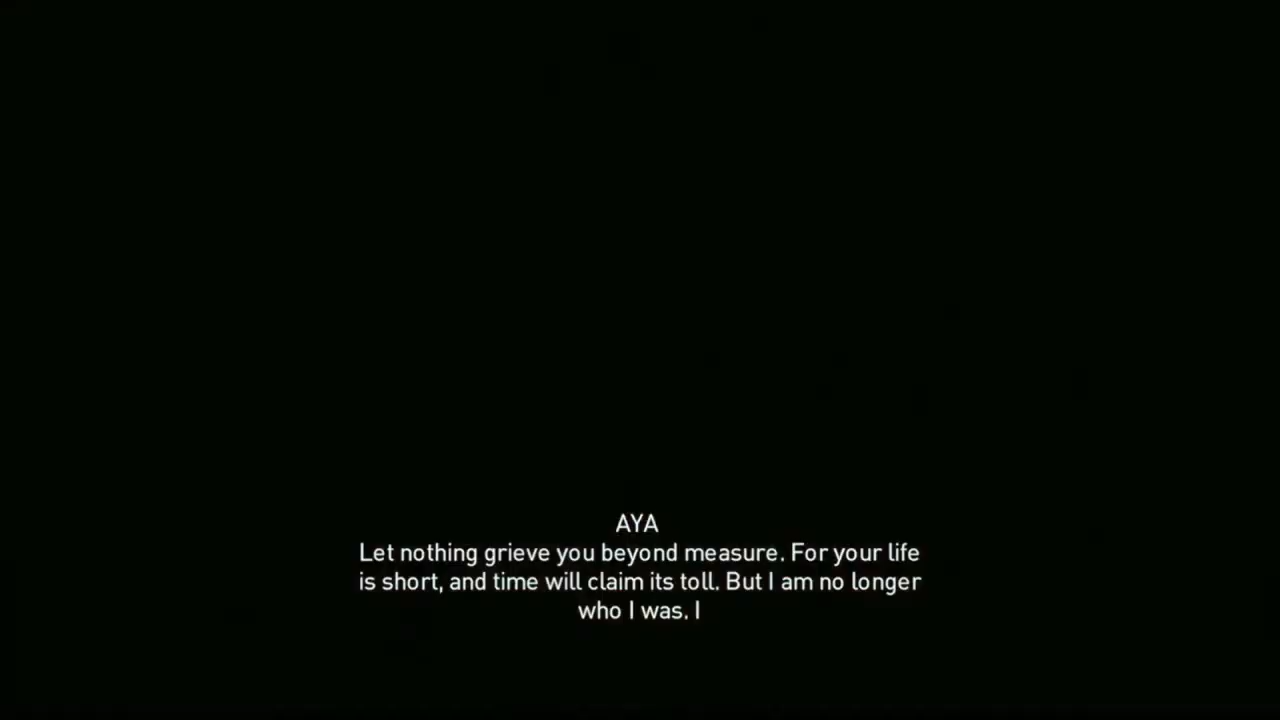 AYA
Let nothing grieve you beyond measure. For your life
is short, and time will claim its toll. But I am no longer
who I was. I